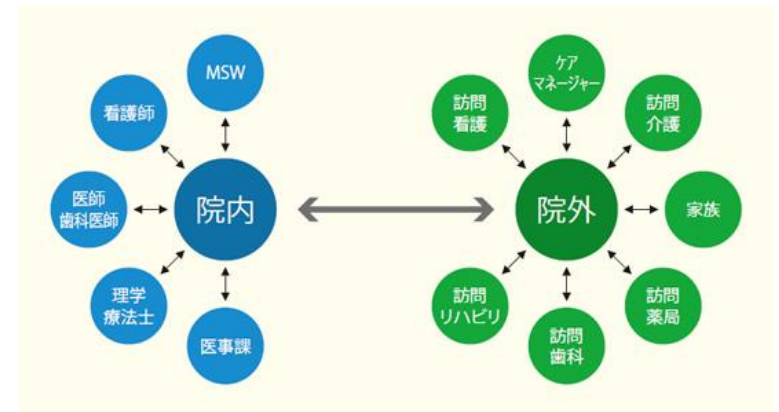 MSW
看護師
医師
歯科医師
理学
療法士
医事課
院内
ケア
マネージャー
訪問
看護
訪問
介護
家族
訪問
薬局
訪問
歯科
訪問
リハビリ
院外